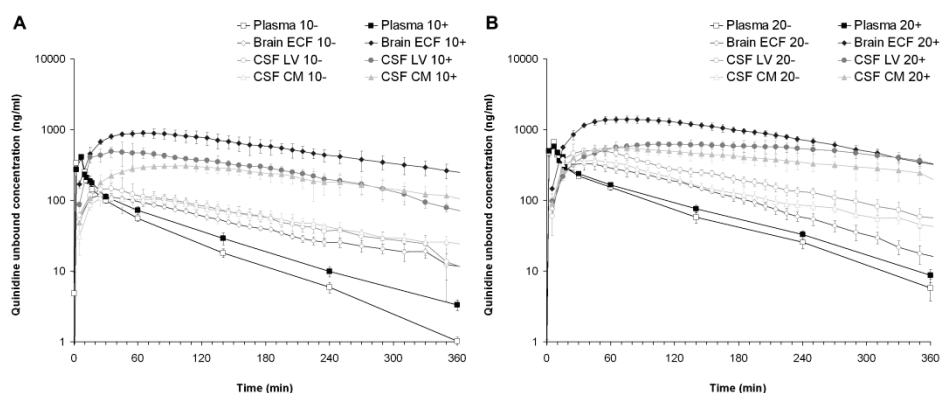 A
Plasma 10- Plasma 10+
Brain ECF 10- Brain ECF 10+
CSF LV 10- CSF LV 10+
CSF CM 10- CSF CM 10+
Quinidine unbound concentration (ng/ml)
10000
1000
100
10
1
0 60 120 180 240 300 360
Time (min)
B
Plasma 20- Plasma 20+
Brain ECF 20- Brain ECF 20+
CSF LV 20- CSF LV 20+
CSF CM 20- CSF CM 20+
Quinidine unbound concentration (ng/ml)
10000
1000
100
10
1
0 60 120 180 240 300 360
Time (min)